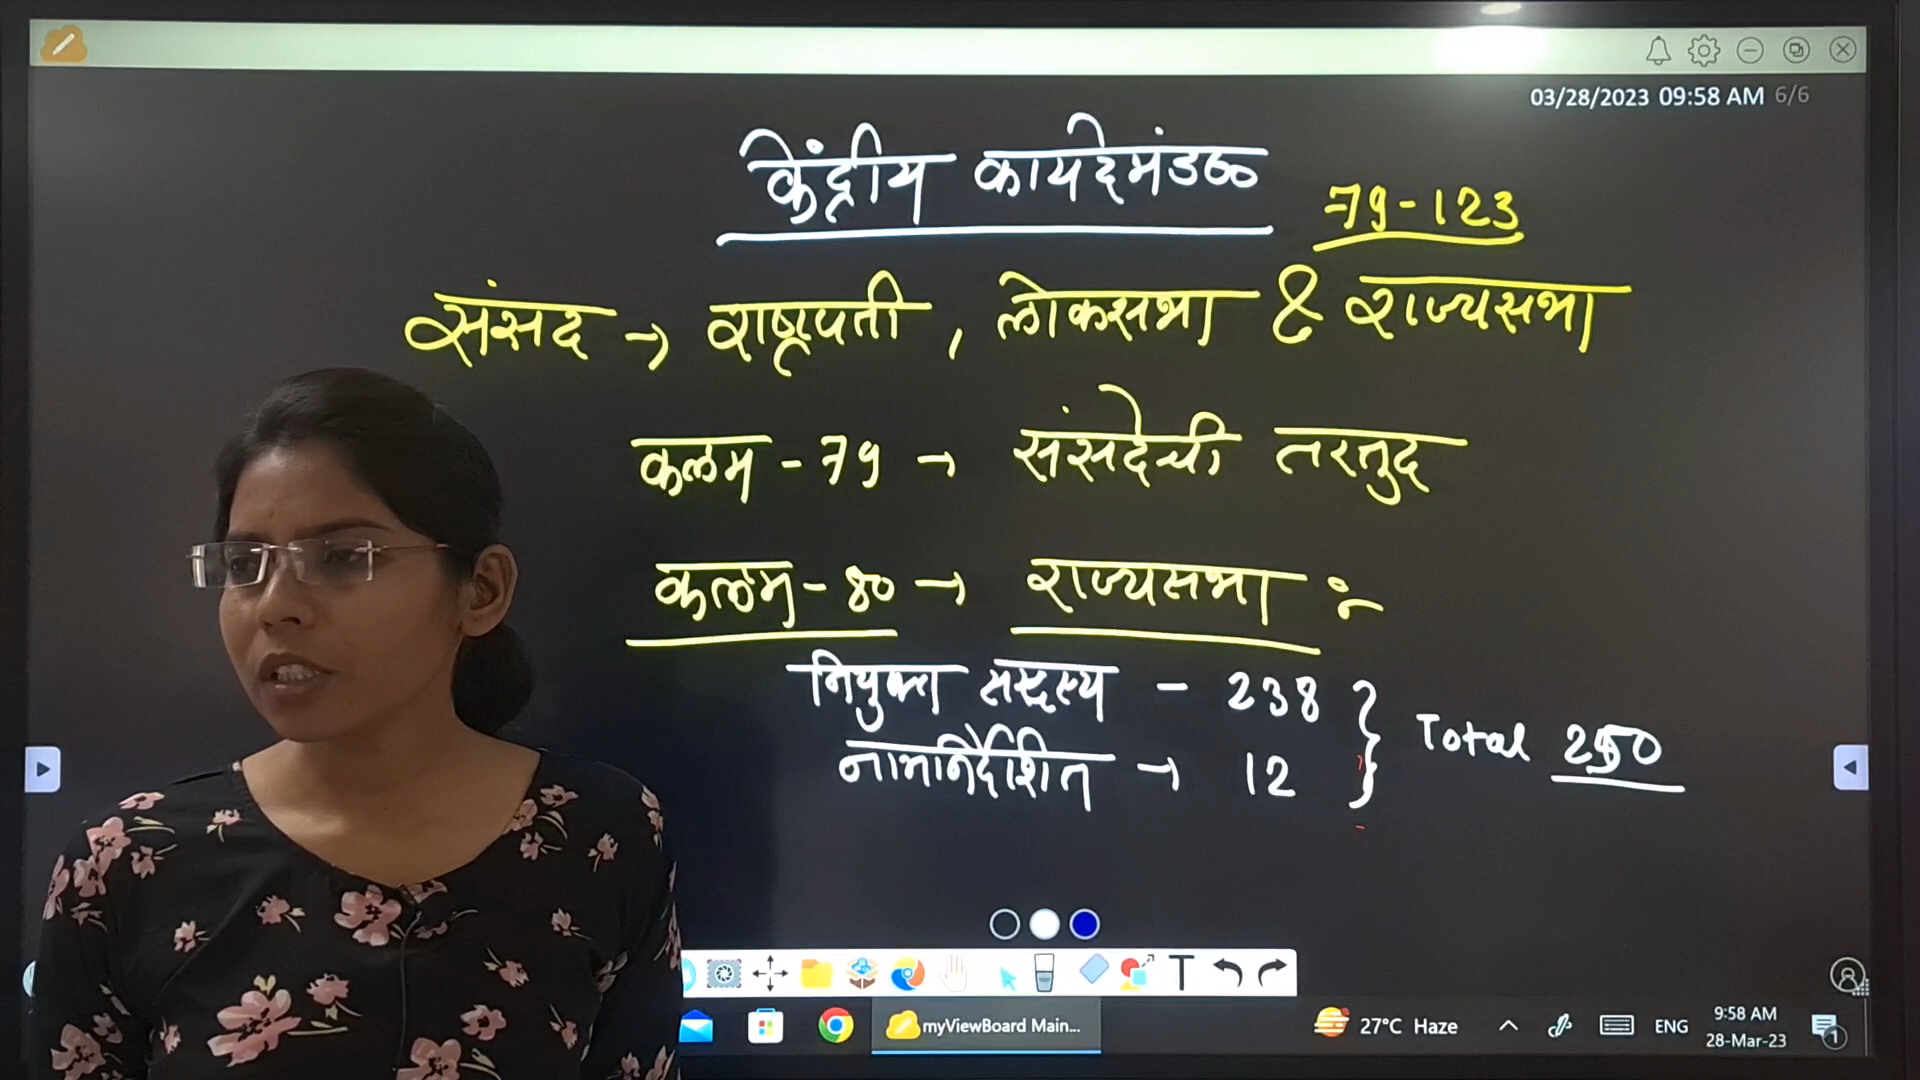 03/28/2023 09:58 AM 6/6
केंद्रीय कायदेमंडळ
79-123
संसद → राष्ट्रपती, लोकसभा & राज्यसभा
कलम - 79 → संसदेची तरतुद
कलम - 80 → राज्यसभा :-
नियुक्त सदस्य - 238
नामनिर्देशित → 12
Total 250
T
myViewBoard Main...
27°C Haze
ENG
9:58 AM
28-Mar-23
1